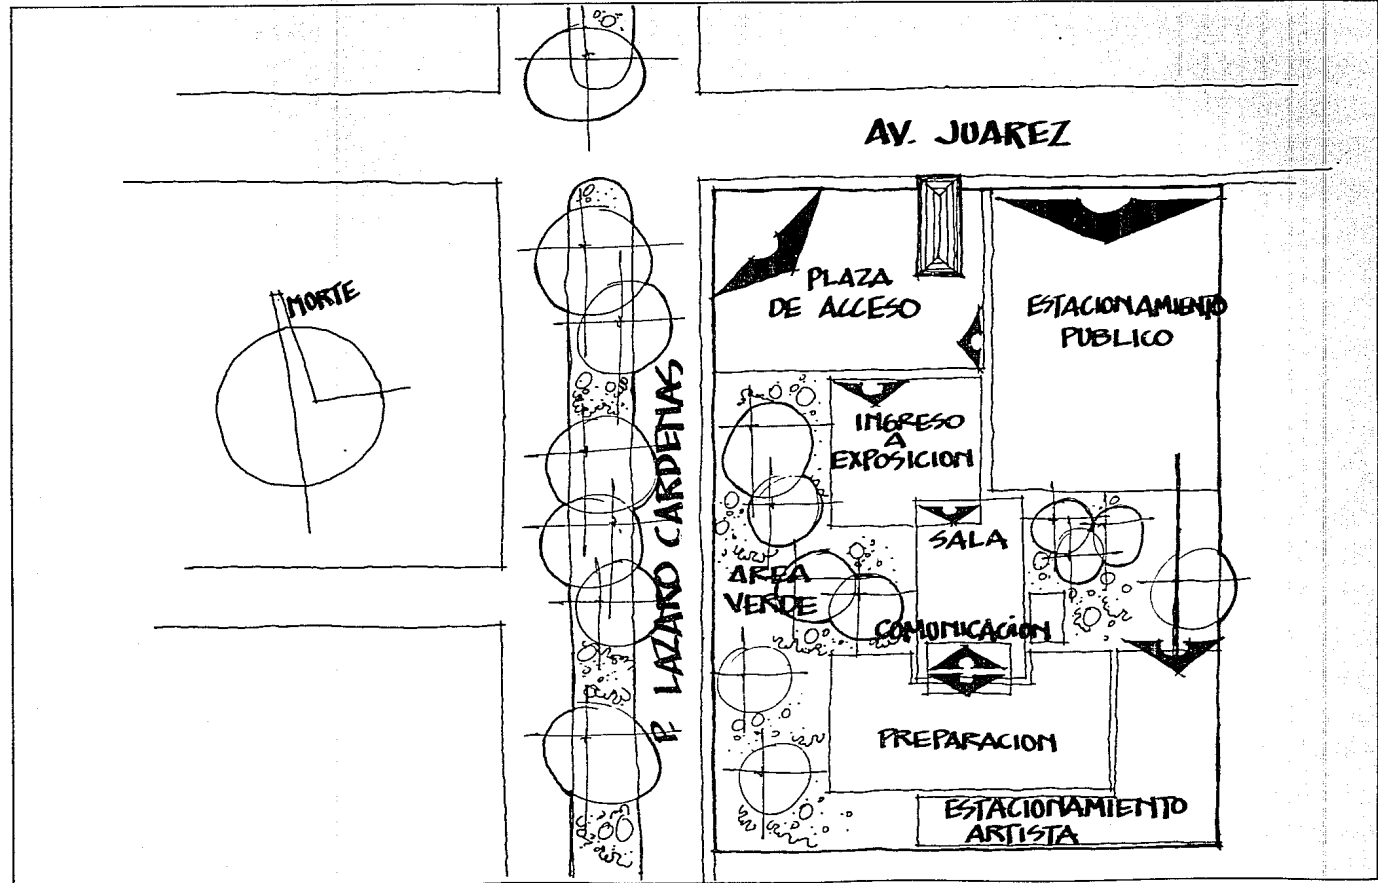 AV. JUAREZ
NORTE
PLAZA
DE ACCESO
ESTACIONAMIENTO
PUBLICO
P. LAZARO CARDENAS
INGRESO
A
EXPOSICION
SALA
AREA
VERDE
COMUNICACION
PREPARACION
ESTACIONAMIENTO
ARTISTA